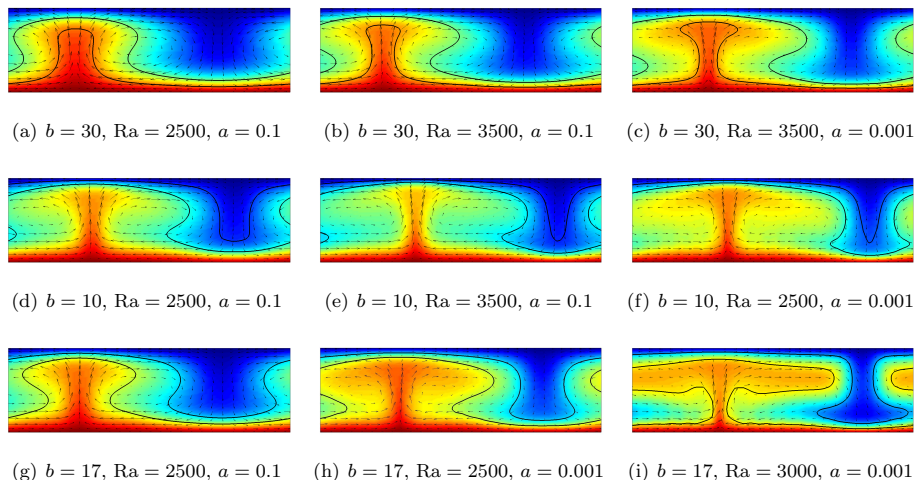 (a) b = 30, Ra = 2500, a = 0.1 (b) b = 30, Ra = 3500, a = 0.1 (c) b = 30, Ra = 3500, a = 0.001
(d) b = 10, Ra = 2500, a = 0.1 (e) b = 10, Ra = 3500, a = 0.1 (f) b = 10, Ra = 2500, a = 0.001
(g) b = 17, Ra = 2500, a = 0.1 (h) b = 17, Ra = 2500, a = 0.001 (i) b = 17, Ra = 3000, a = 0.001